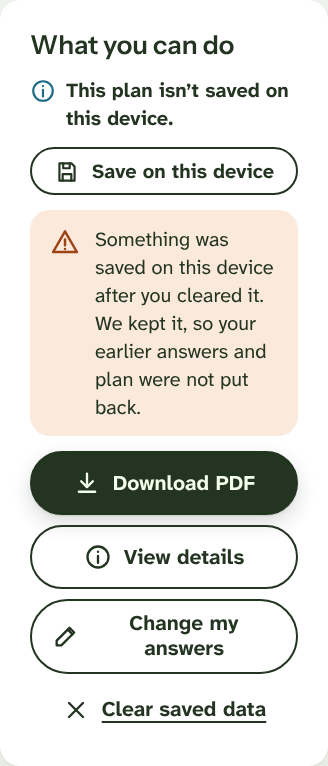 What you can do
This plan isn’t saved on
this device.
Save on this device
Something was
saved on this device
after you cleared it.
We kept it, so your
earlier answers and
plan were not put
back.
Download PDF
View details
Change my
answers
Clear saved data